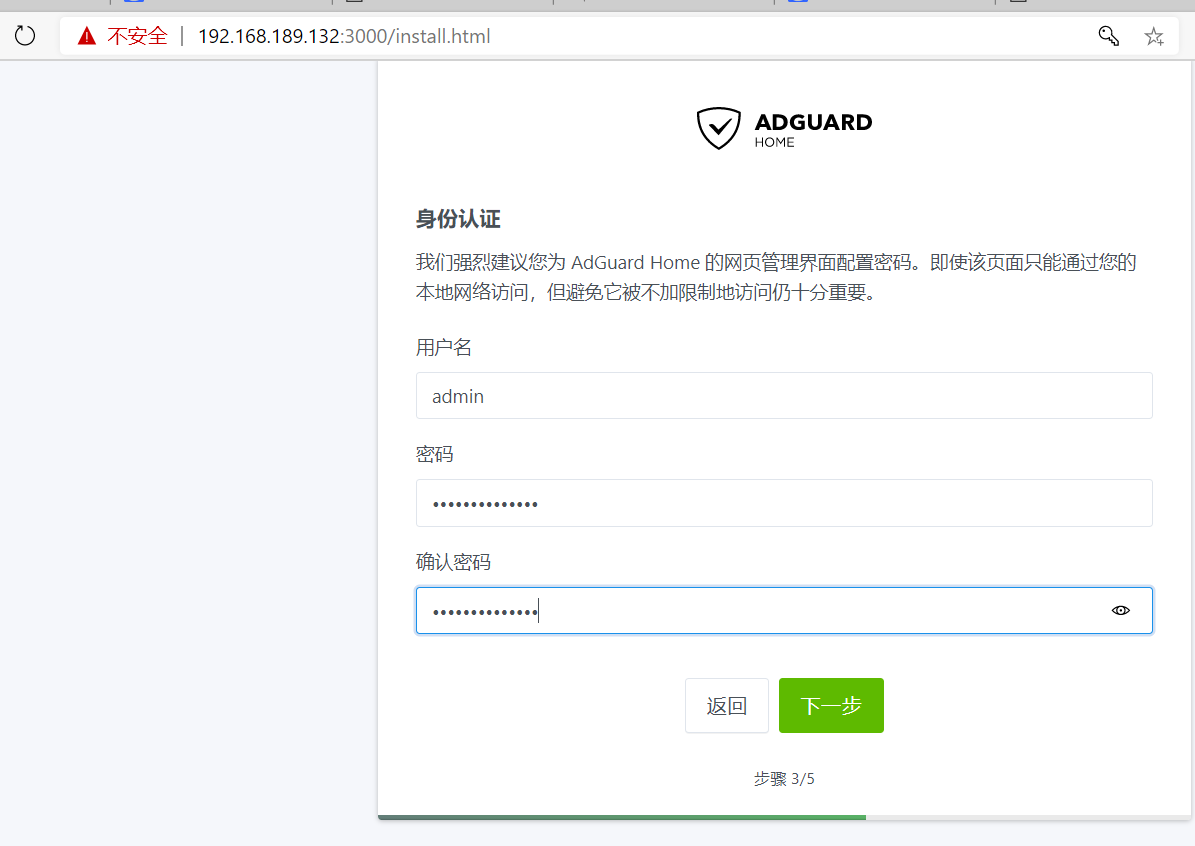 不安全 | 192.168.189.132:3000/install.html
ADGUARD
HOME
身份认证
我们强烈建议您为 AdGuard Home 的网页管理界面配置密码。即使该页面只能通过您的
本地网络访问，但避免它被不加限制地访问仍十分重要。
用户名
admin
密码
••••••••••••••
确认密码
••••••••••••••
返回 下一步
步骤 3/5